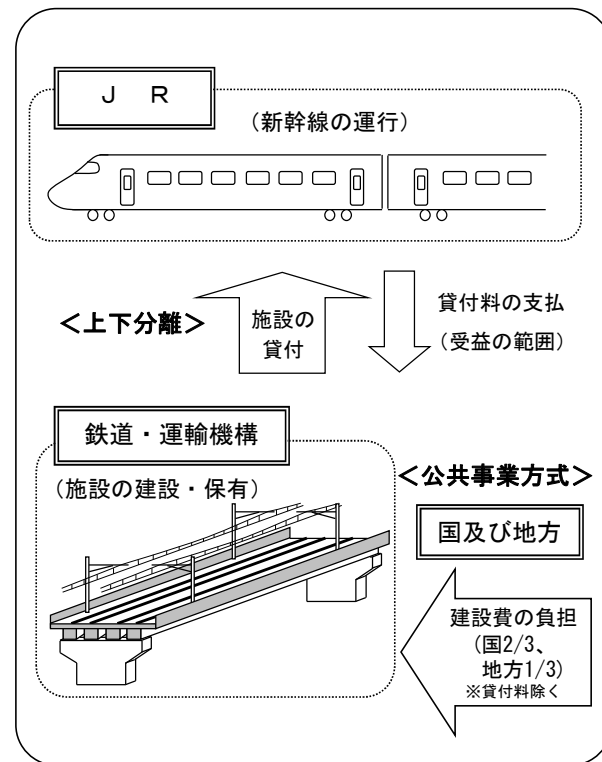 J R
(新幹線の運行)
<上下分離>
施設の
貸付
貸付料の支払
(受益の範囲)
鉄道・運輸機構
(施設の建設・保有)
<公共事業方式>
国及び地方
建設費の負担
(国2/3、
地方1/3)
※貸付料除く